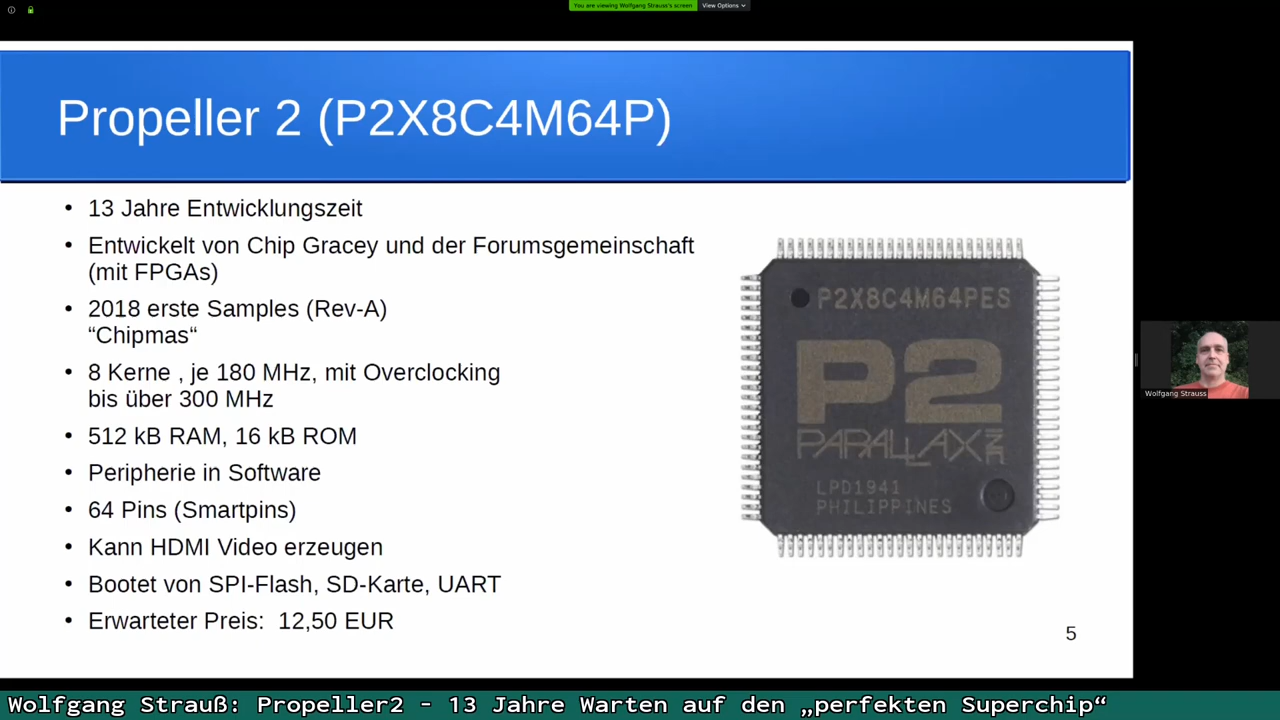 You are viewing Wolfgang Strauss's screen
View Options
Propeller 2 (P2X8C4M64P)
• 13 Jahre Entwicklungszeit
• Entwickelt von Chip Gracey und der Forumsgemeinschaft
(mit FPGAs)
• 2018 erste Samples (Rev-A)
“Chipmas“
• 8 Kerne , je 180 MHz, mit Overclocking
bis über 300 MHz
• 512 kB RAM, 16 kB ROM
• Peripherie in Software
• 64 Pins (Smartpins)
• Kann HDMI Video erzeugen
• Bootet von SPI-Flash, SD-Karte, UART
• Erwarteter Preis:  12,50 EUR
P2X8C4M64PES
P2
PARALLAX
LPD1941
PHILIPPINES
5
Wolfgang Strauss
Wolfgang Strauß: Propeller2 - 13 Jahre Warten auf den „perfekten Superchip“